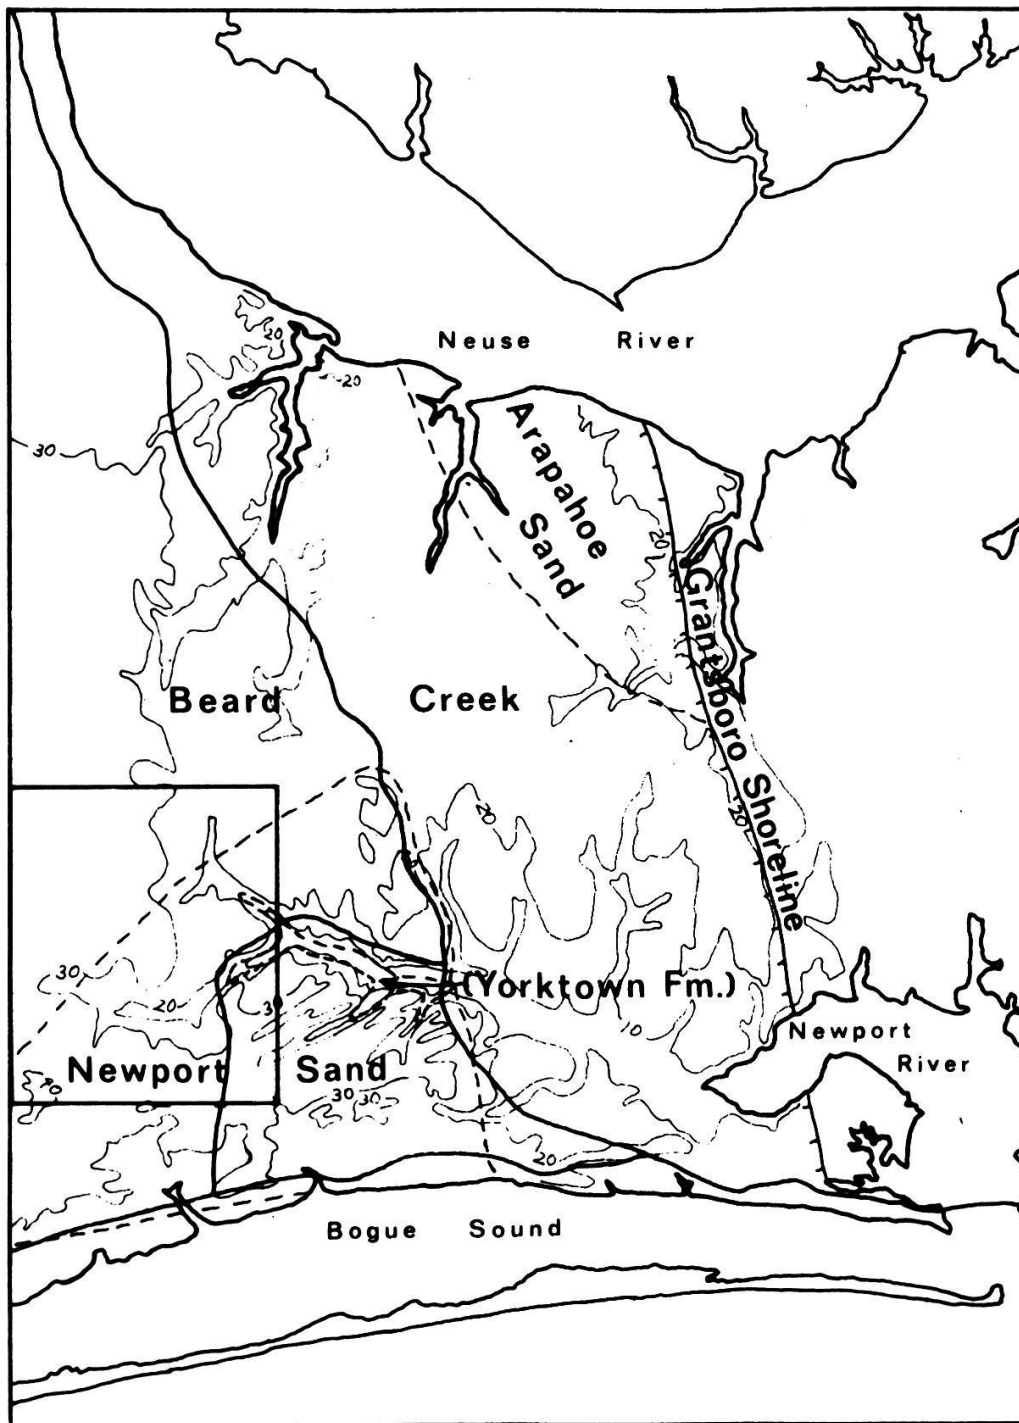 Neuse River
20
20
30
Arapahoe
Sand
20
Grantsboro Shoreline
Beard Creek
20
20
30
20
(Yorktown Fm.)
10
Newport
River
Newport Sand
30 30
20
Bogue Sound